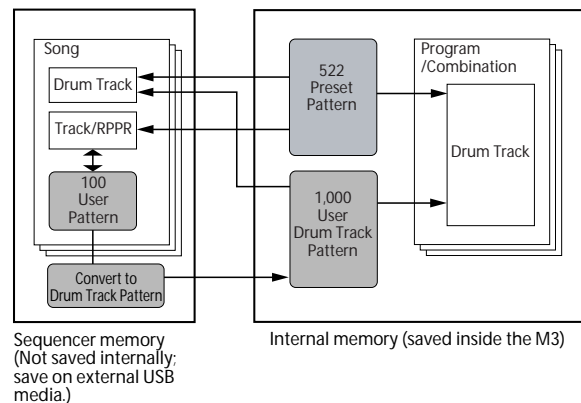 Song
Drum Track
Track/RPPR
100
User
Pattern
Convert to
Drum Track Pattern
Sequencer memory
(Not saved internally;
save on external USB
media.)
522
Preset
Pattern
1,000
User
Drum Track
Pattern
Program
/Combination
Drum Track
Internal memory (saved inside the M3)